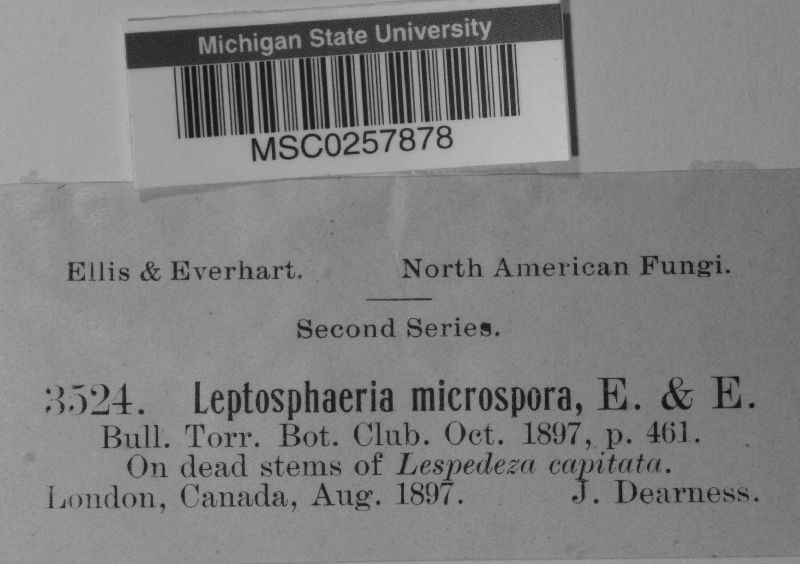 Michigan State University
MSC0257878
Ellis & Everhart. North American Fungi.
Second Series.
3524. Leptosphaeria microspora, E. & E.
Bull. Torr. Bot. Club. Oct. 1897, p. 461.
On dead stems of Lespedeza capitata.
London, Canada, Aug. 1897. J. Dearness.